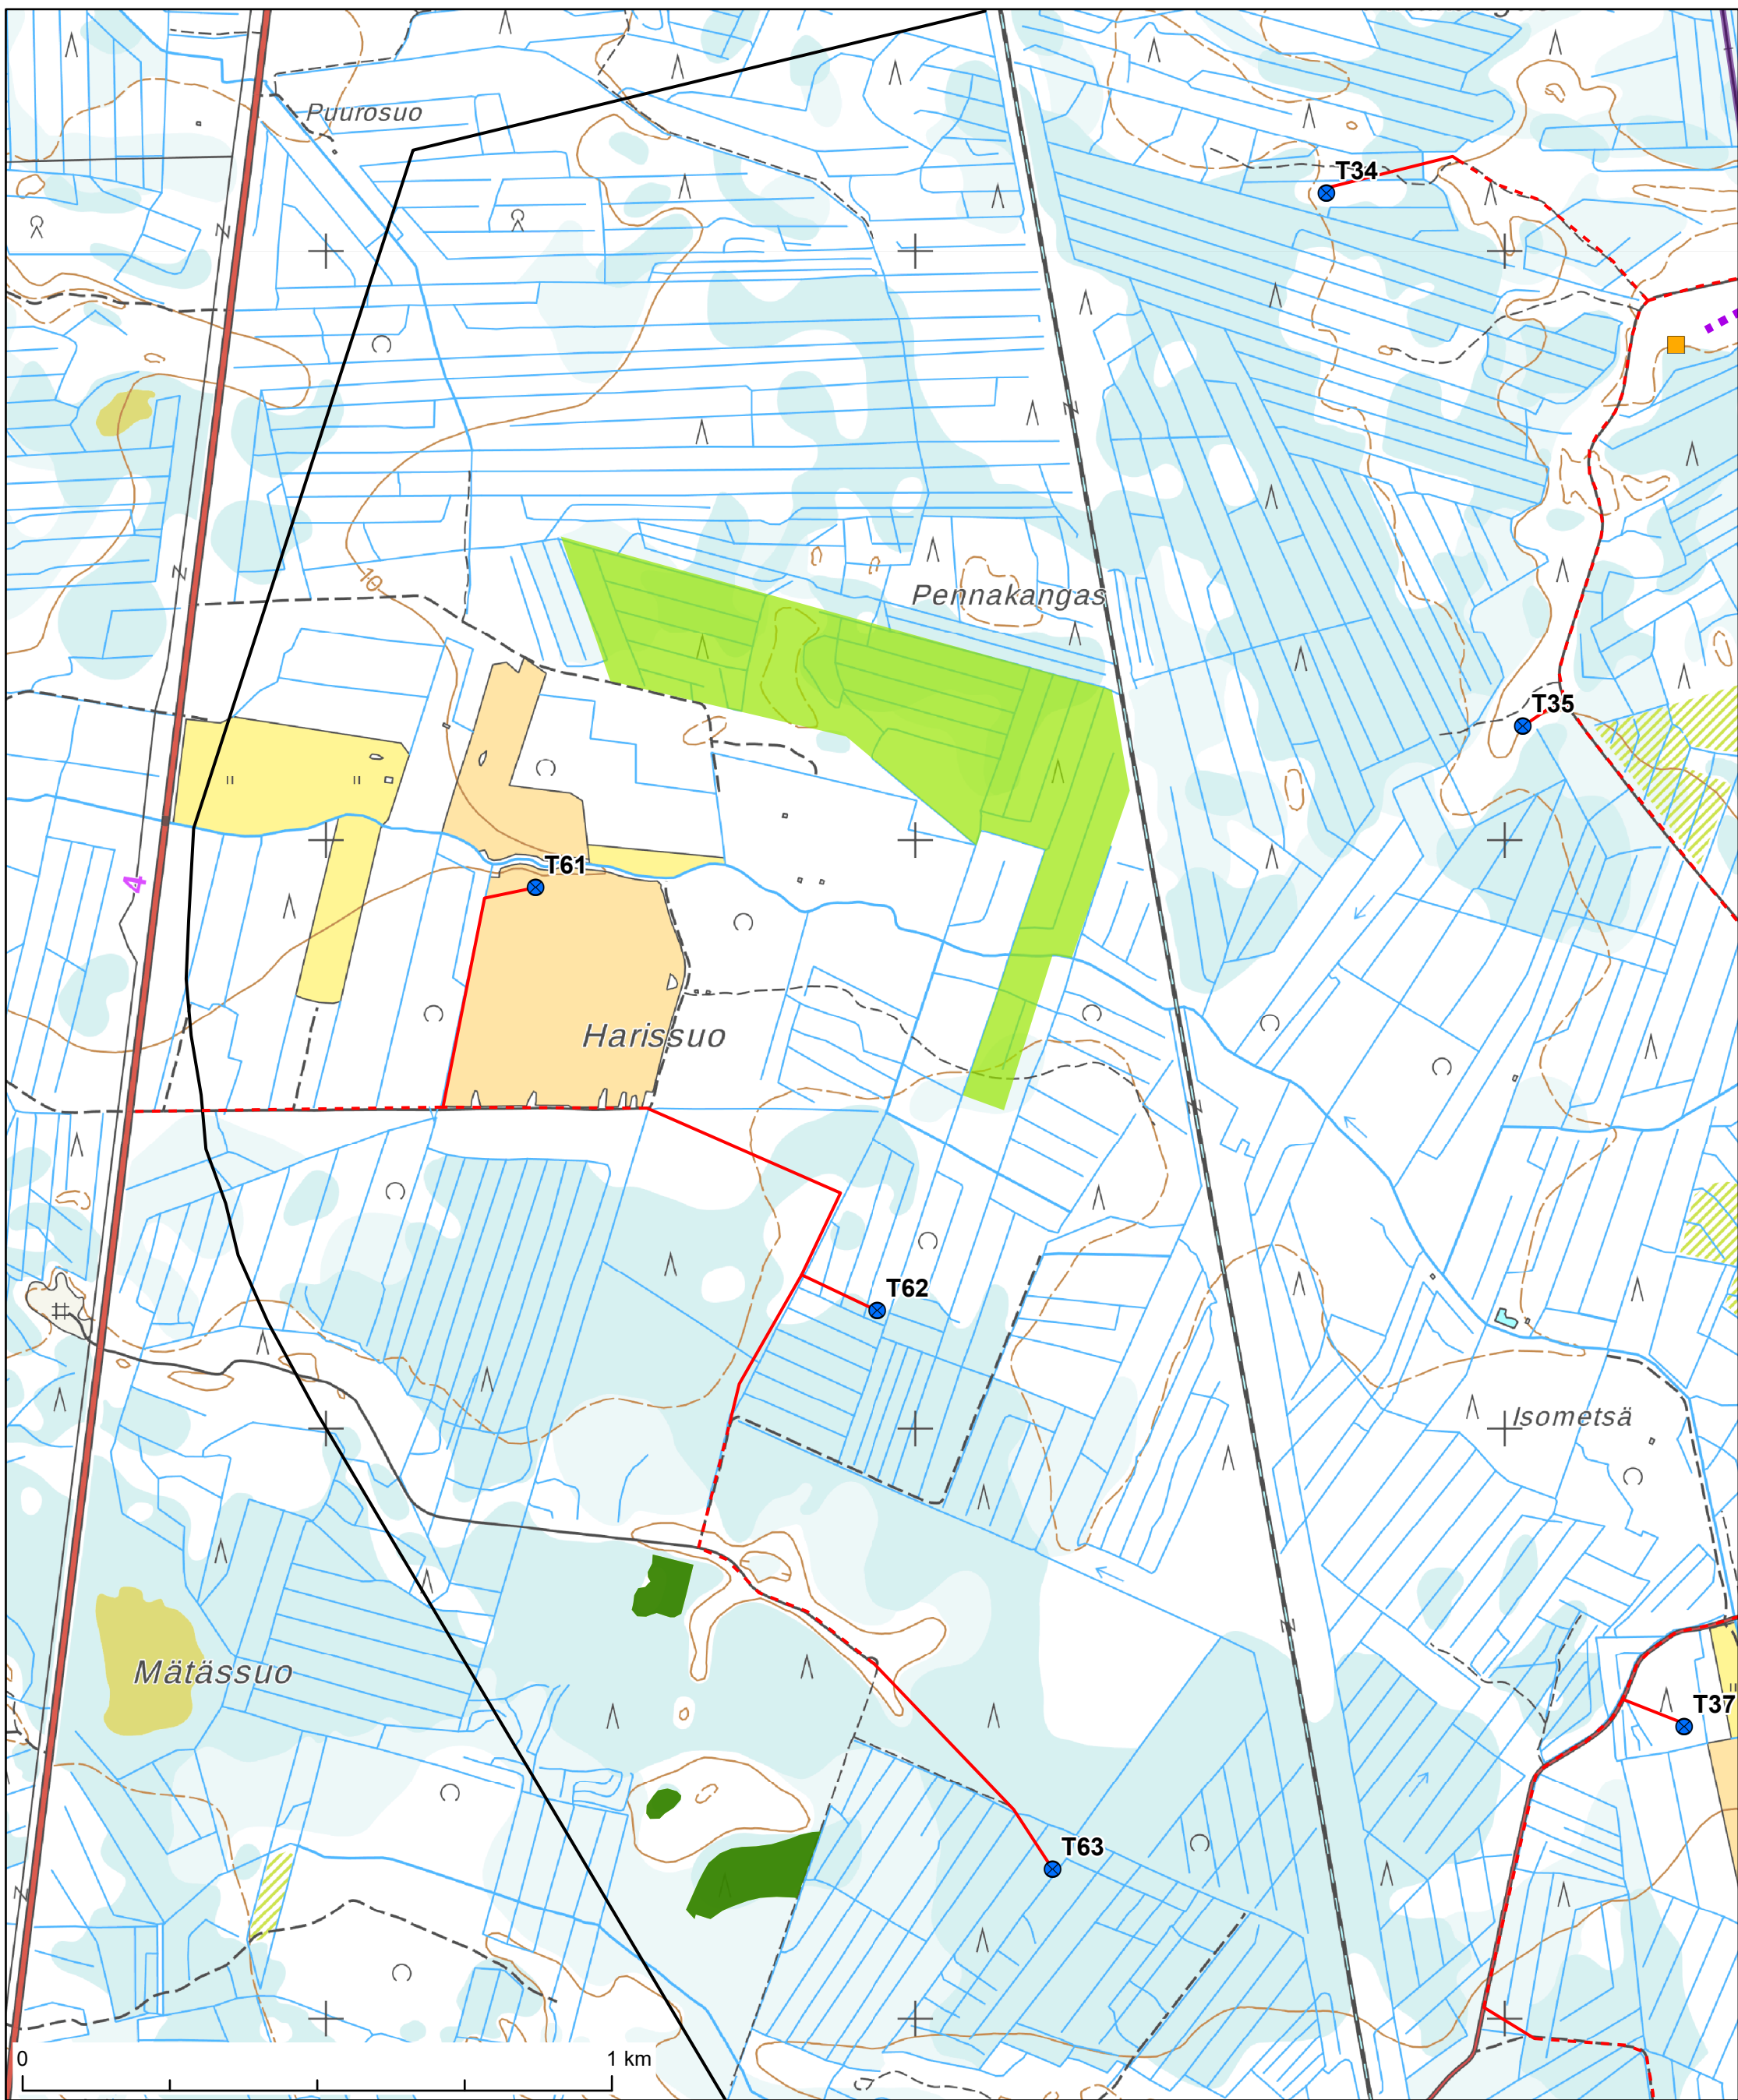 Puurosuo
T34
10
Pennakangas
T35
T61
4
Harissuo
T62
Isometsä
Mätässuo
T37
T63
0
1 km